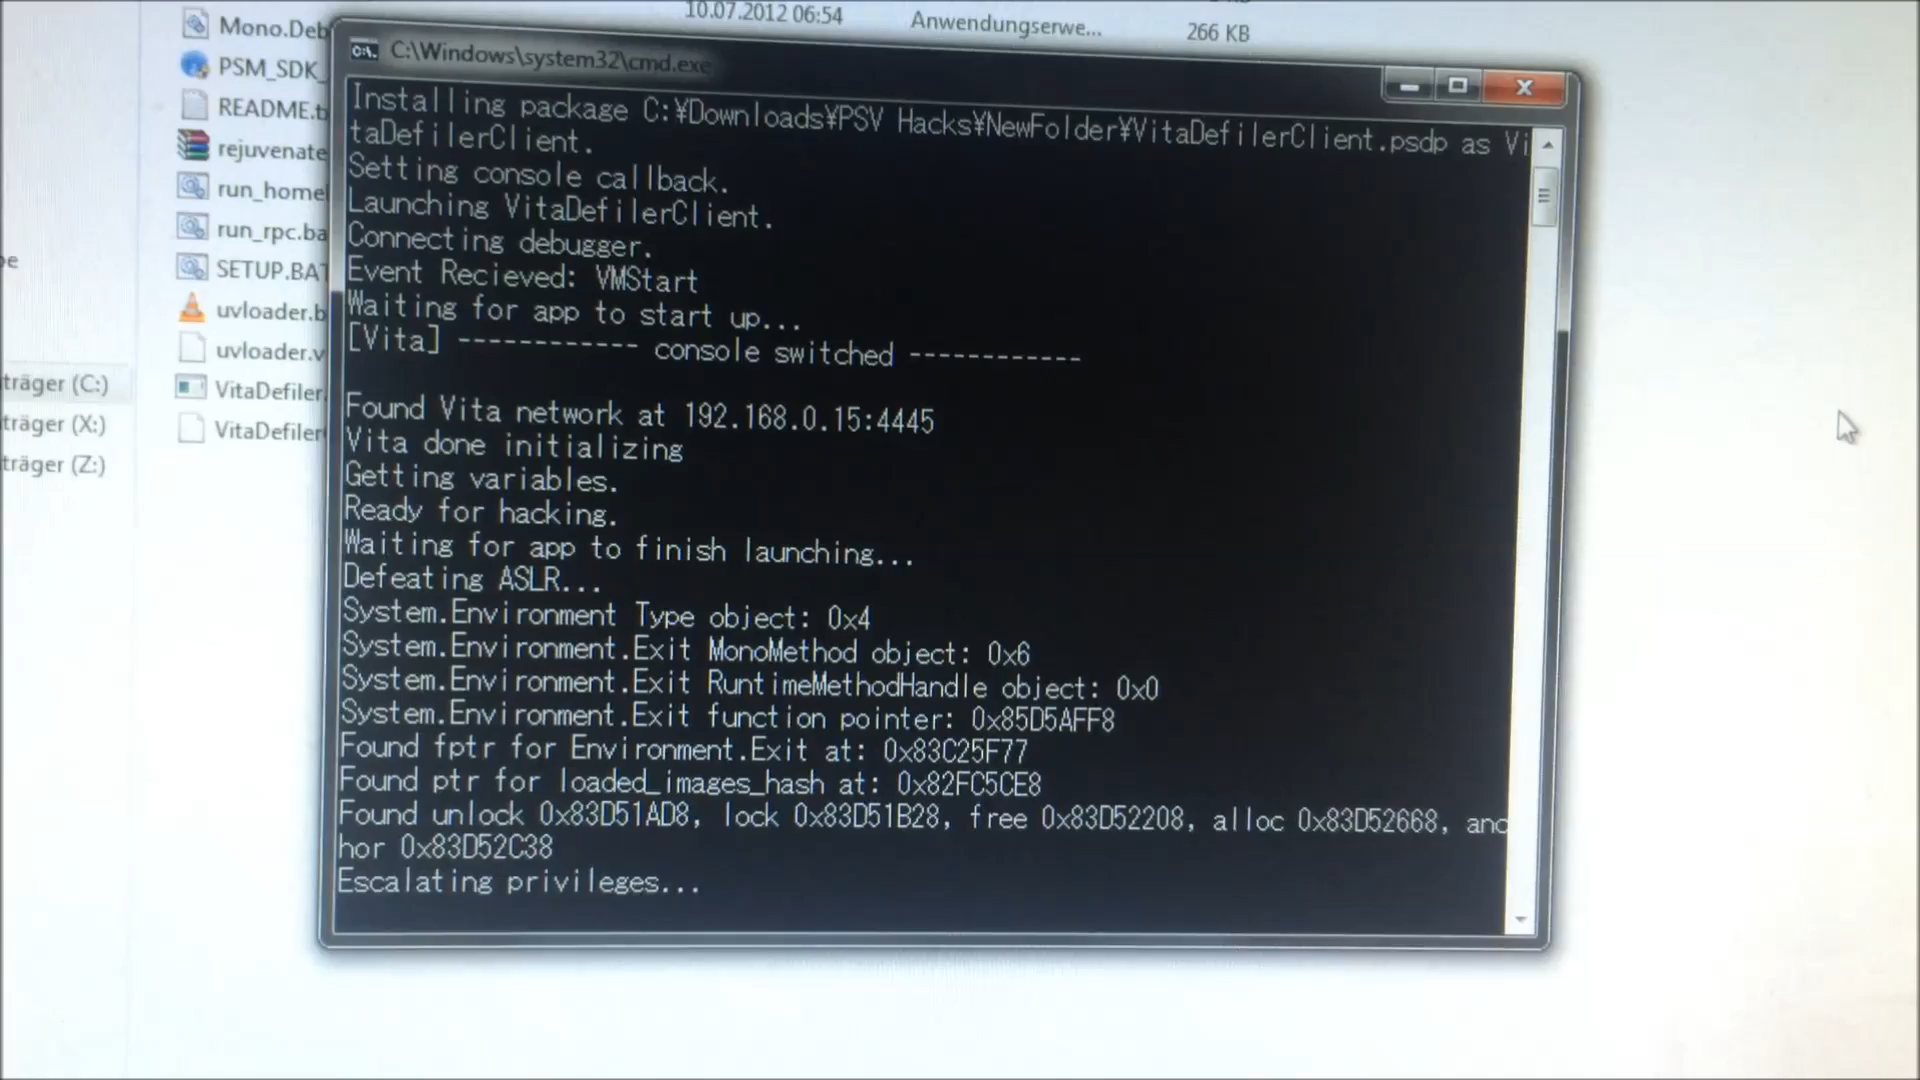 10.07.2012 06:54 Anwendungserwe... 266 KB
Mono.Deb
PSM_SDK_
README.t
rejuvenate
run_homel
run_rpc.ba
SETUP.BAT
uvloader.b
uvloader.v
VitaDefiler.
VitaDefiler
träger (C:)
träger (X:)
träger (Z:)
C:\Windows\system32\cmd.exe
Installing package C:¥Downloads¥PSV Hacks¥NewFolder¥VitaDefilerClient.psdp as Vi
taDefilerClient.
Setting console callback.
Launching VitaDefilerClient.
Connecting debugger.
Event Recieved: VMStart
Waiting for app to start up...
[Vita] ------------ console switched ------------
Found Vita network at 192.168.0.15:4445
Vita done initializing
Getting variables.
Ready for hacking.
Waiting for app to finish launching...
Defeating ASLR...
System.Environment Type object: 0x4
System.Environment.Exit MonoMethod object: 0x6
System.Environment.Exit RuntimeMethodHandle object: 0x0
System.Environment.Exit function pointer: 0x85D5AFF8
Found fptr for Environment.Exit at: 0x83C25F77
Found ptr for loaded_images_hash at: 0x82FC5CE8
Found unlock 0x83D51AD8, lock 0x83D51B28, free 0x83D52208, alloc 0x83D52668, anc
hor 0x83D52C38
Escalating privileges...